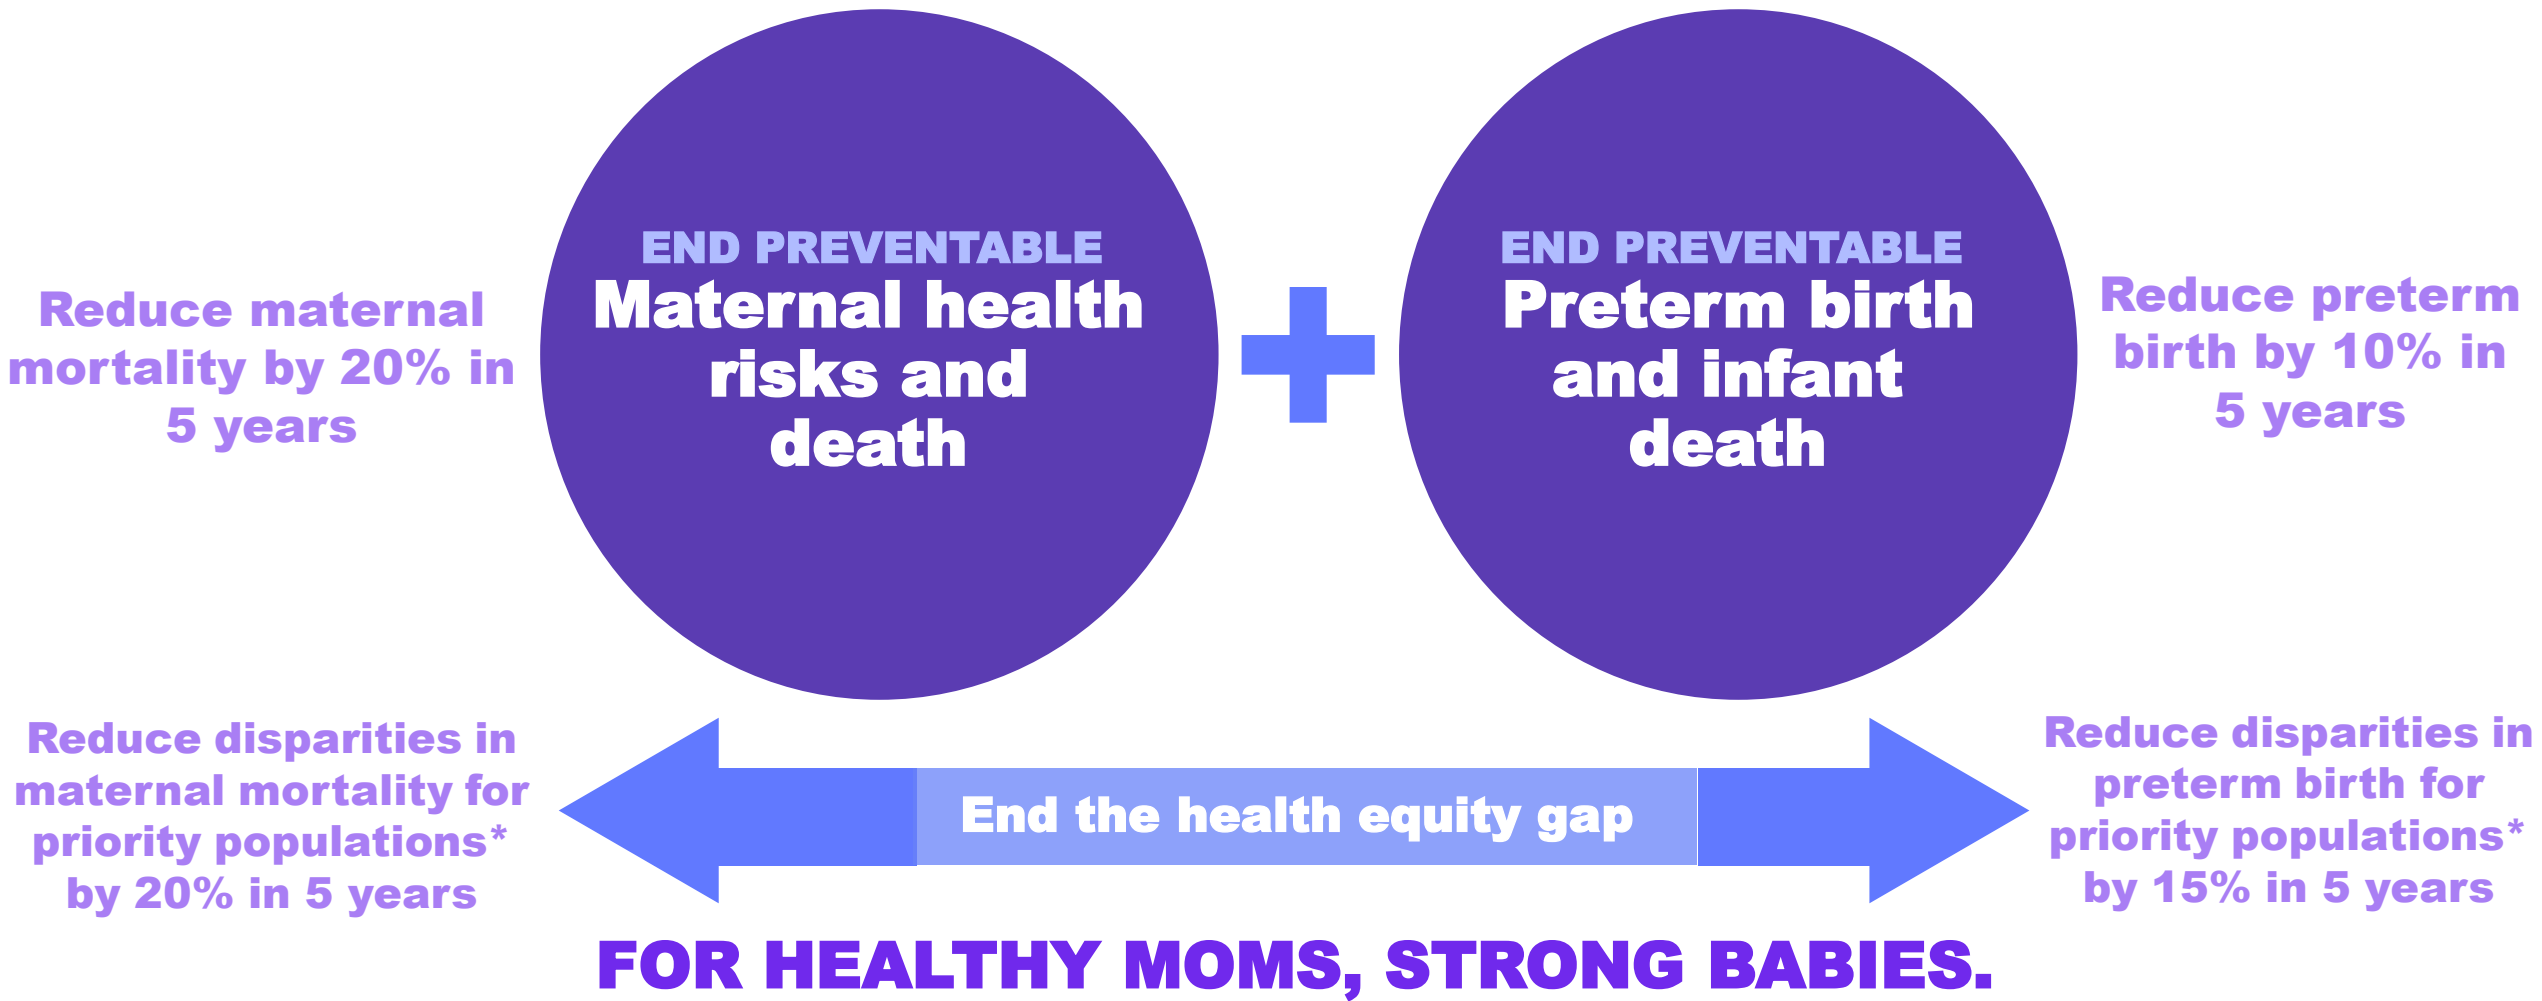 Reduce maternal
mortality by 20% in
5 years
END PREVENTABLE
Maternal health
risks and
death
END PREVENTABLE
Preterm birth
and infant
death
Reduce preterm
birth by 10% in
5 years
Reduce disparities in
maternal mortality for
priority populations*
by 20% in 5 years
End the health equity gap
Reduce disparities in
preterm birth for
priority populations*
by 15% in 5 years
FOR HEALTHY MOMS, STRONG BABIES.